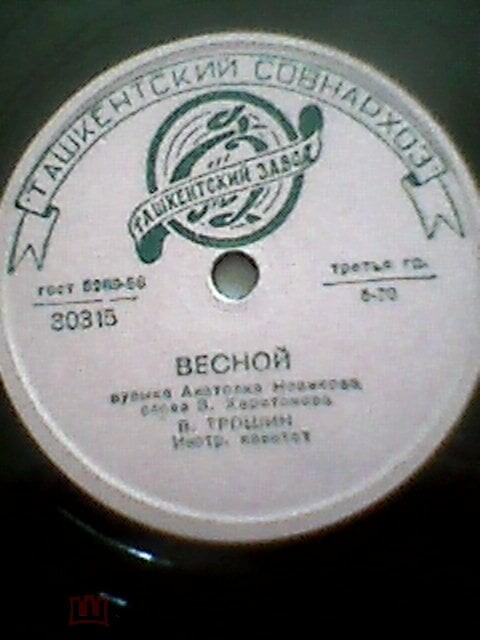 ТАШКЕНТСКИЙ СОВНАРХОЗ
ТАШКЕНТСКИЙ ЗАВОД
ГОСТ 5289-56
30315
третья гр.
8-70
ВЕСНОЙ
музыка Анатолия Новикова
слова В. Харитонова
В. ТРОШИН
Инстр. квартет